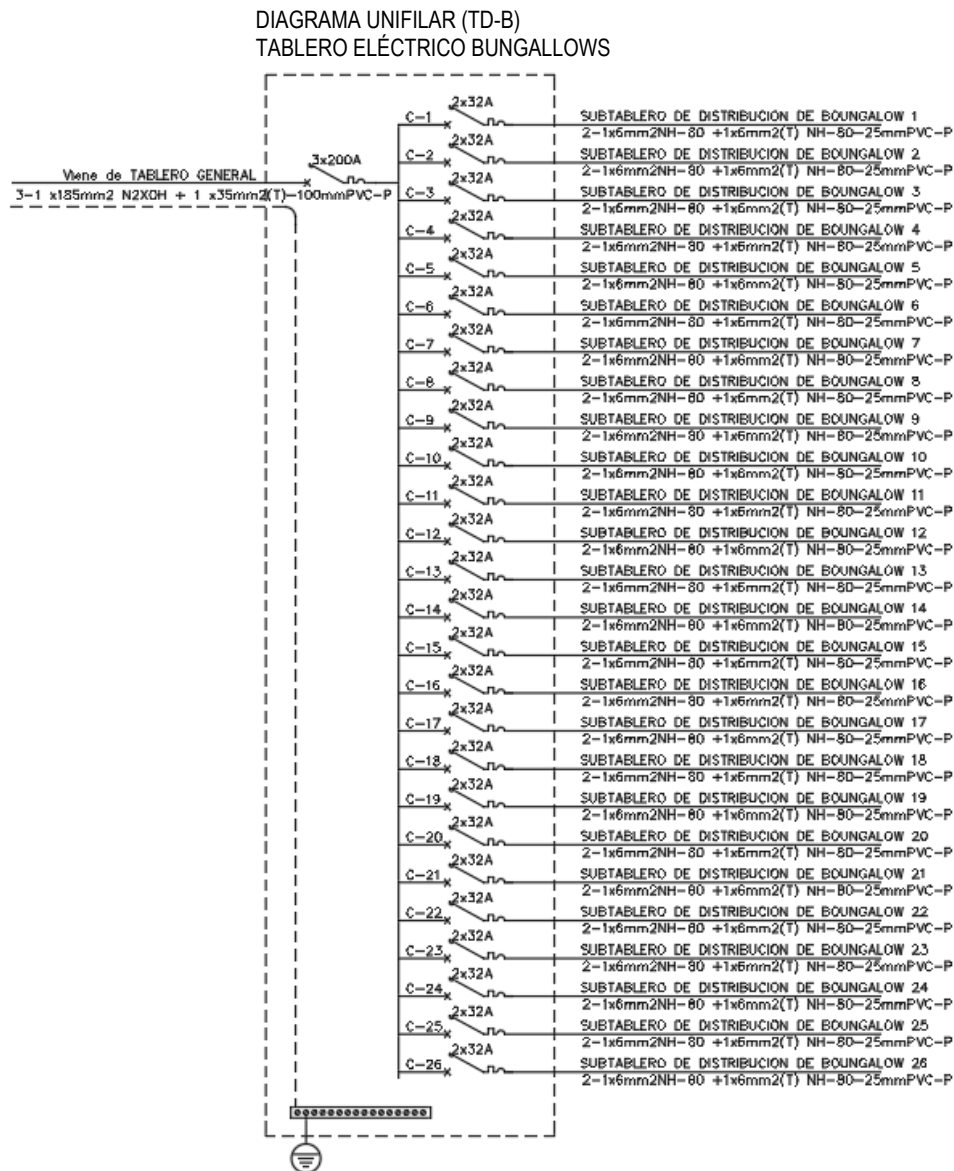 DIAGRAMA UNIFILAR (TD-B)
TABLERO ELÉCTRICO BUNGALLOWS
Viene de TABLERO GENERAL
3-1 x185mm2 N2XOH + 1 x35mm2(T)-100mmPVC-P
3x200A
C-1 2x32A SUBTABLERO DE DISTRIBUCION DE BOUNGALOW 1
2-1x6mm2NH-80 +1x6mm2(T) NH-80-25mmPVC-P
C-2 2x32A SUBTABLERO DE DISTRIBUCION DE BOUNGALOW 2
2-1x6mm2NH-80 +1x6mm2(T) NH-80-25mmPVC-P
C-3 2x32A SUBTABLERO DE DISTRIBUCION DE BOUNGALOW 3
2-1x6mm2NH-80 +1x6mm2(T) NH-80-25mmPVC-P
C-4 2x32A SUBTABLERO DE DISTRIBUCION DE BOUNGALOW 4
2-1x6mm2NH-80 +1x6mm2(T) NH-80-25mmPVC-P
C-5 2x32A SUBTABLERO DE DISTRIBUCION DE BOUNGALOW 5
2-1x6mm2NH-80 +1x6mm2(T) NH-80-25mmPVC-P
C-6 2x32A SUBTABLERO DE DISTRIBUCION DE BOUNGALOW 6
2-1x6mm2NH-80 +1x6mm2(T) NH-80-25mmPVC-P
C-7 2x32A SUBTABLERO DE DISTRIBUCION DE BOUNGALOW 7
2-1x6mm2NH-80 +1x6mm2(T) NH-80-25mmPVC-P
C-8 2x32A SUBTABLERO DE DISTRIBUCION DE BOUNGALOW 8
2-1x6mm2NH-80 +1x6mm2(T) NH-80-25mmPVC-P
C-9 2x32A SUBTABLERO DE DISTRIBUCION DE BOUNGALOW 9
2-1x6mm2NH-80 +1x6mm2(T) NH-80-25mmPVC-P
C-10 2x32A SUBTABLERO DE DISTRIBUCION DE BOUNGALOW 10
2-1x6mm2NH-80 +1x6mm2(T) NH-80-25mmPVC-P
C-11 2x32A SUBTABLERO DE DISTRIBUCION DE BOUNGALOW 11
2-1x6mm2NH-80 +1x6mm2(T) NH-80-25mmPVC-P
C-12 2x32A SUBTABLERO DE DISTRIBUCION DE BOUNGALOW 12
2-1x6mm2NH-80 +1x6mm2(T) NH-80-25mmPVC-P
C-13 2x32A SUBTABLERO DE DISTRIBUCION DE BOUNGALOW 13
2-1x6mm2NH-80 +1x6mm2(T) NH-80-25mmPVC-P
C-14 2x32A SUBTABLERO DE DISTRIBUCION DE BOUNGALOW 14
2-1x6mm2NH-80 +1x6mm2(T) NH-80-25mmPVC-P
C-15 2x32A SUBTABLERO DE DISTRIBUCION DE BOUNGALOW 15
2-1x6mm2NH-80 +1x6mm2(T) NH-80-25mmPVC-P
C-16 2x32A SUBTABLERO DE DISTRIBUCION DE BOUNGALOW 16
2-1x6mm2NH-80 +1x6mm2(T) NH-80-25mmPVC-P
C-17 2x32A SUBTABLERO DE DISTRIBUCION DE BOUNGALOW 17
2-1x6mm2NH-80 +1x6mm2(T) NH-80-25mmPVC-P
C-18 2x32A SUBTABLERO DE DISTRIBUCION DE BOUNGALOW 18
2-1x6mm2NH-80 +1x6mm2(T) NH-80-25mmPVC-P
C-19 2x32A SUBTABLERO DE DISTRIBUCION DE BOUNGALOW 19
2-1x6mm2NH-80 +1x6mm2(T) NH-80-25mmPVC-P
C-20 2x32A SUBTABLERO DE DISTRIBUCION DE BOUNGALOW 20
2-1x6mm2NH-80 +1x6mm2(T) NH-80-25mmPVC-P
C-21 2x32A SUBTABLERO DE DISTRIBUCION DE BOUNGALOW 21
2-1x6mm2NH-80 +1x6mm2(T) NH-80-25mmPVC-P
C-22 2x32A SUBTABLERO DE DISTRIBUCION DE BOUNGALOW 22
2-1x6mm2NH-80 +1x6mm2(T) NH-80-25mmPVC-P
C-23 2x32A SUBTABLERO DE DISTRIBUCION DE BOUNGALOW 23
2-1x6mm2NH-80 +1x6mm2(T) NH-80-25mmPVC-P
C-24 2x32A SUBTABLERO DE DISTRIBUCION DE BOUNGALOW 24
2-1x6mm2NH-80 +1x6mm2(T) NH-80-25mmPVC-P
C-25 2x32A SUBTABLERO DE DISTRIBUCION DE BOUNGALOW 25
2-1x6mm2NH-80 +1x6mm2(T) NH-80-25mmPVC-P
C-26 2x32A SUBTABLERO DE DISTRIBUCION DE BOUNGALOW 26
2-1x6mm2NH-80 +1x6mm2(T) NH-80-25mmPVC-P